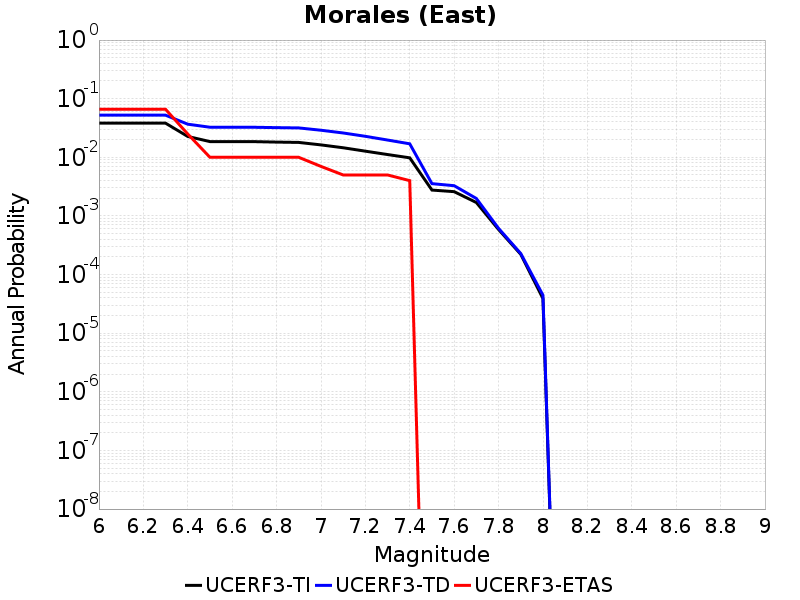 Morales (East)
10^0
10^-1
10^-2
10^-3
10^-4
10^-5
10^-6
10^-7
10^-8
Annual Probability
6 6.2 6.4 6.6 6.8 7 7.2 7.4 7.6 7.8 8 8.2 8.4 8.6 8.8 9
Magnitude
UCERF3-TI UCERF3-TD UCERF3-ETAS